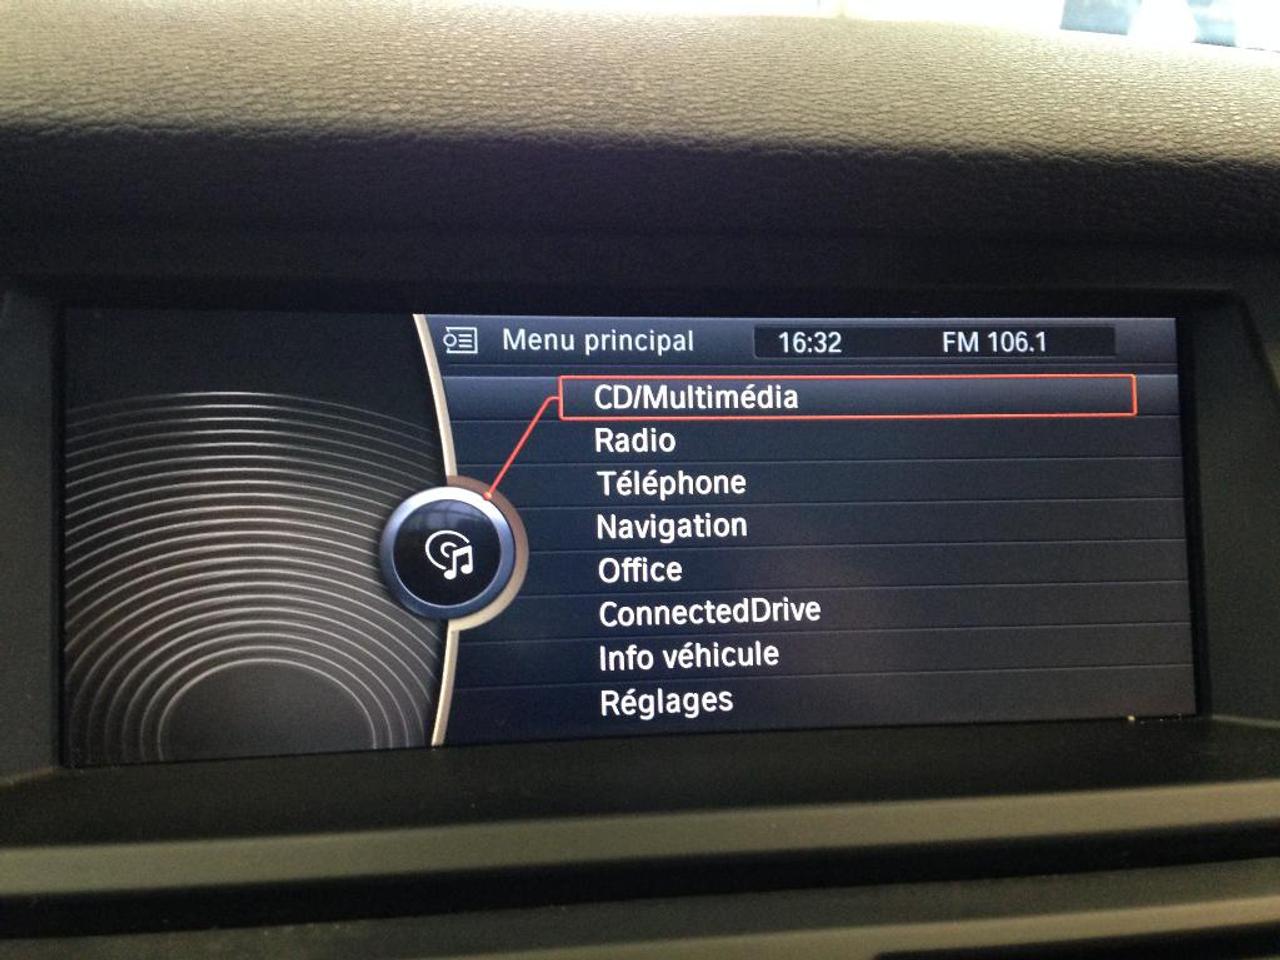 Menu principal 16:32 FM 106.1
CD/Multimédia
Radio
Téléphone
Navigation
Office
ConnectedDrive
Info véhicule
Réglages